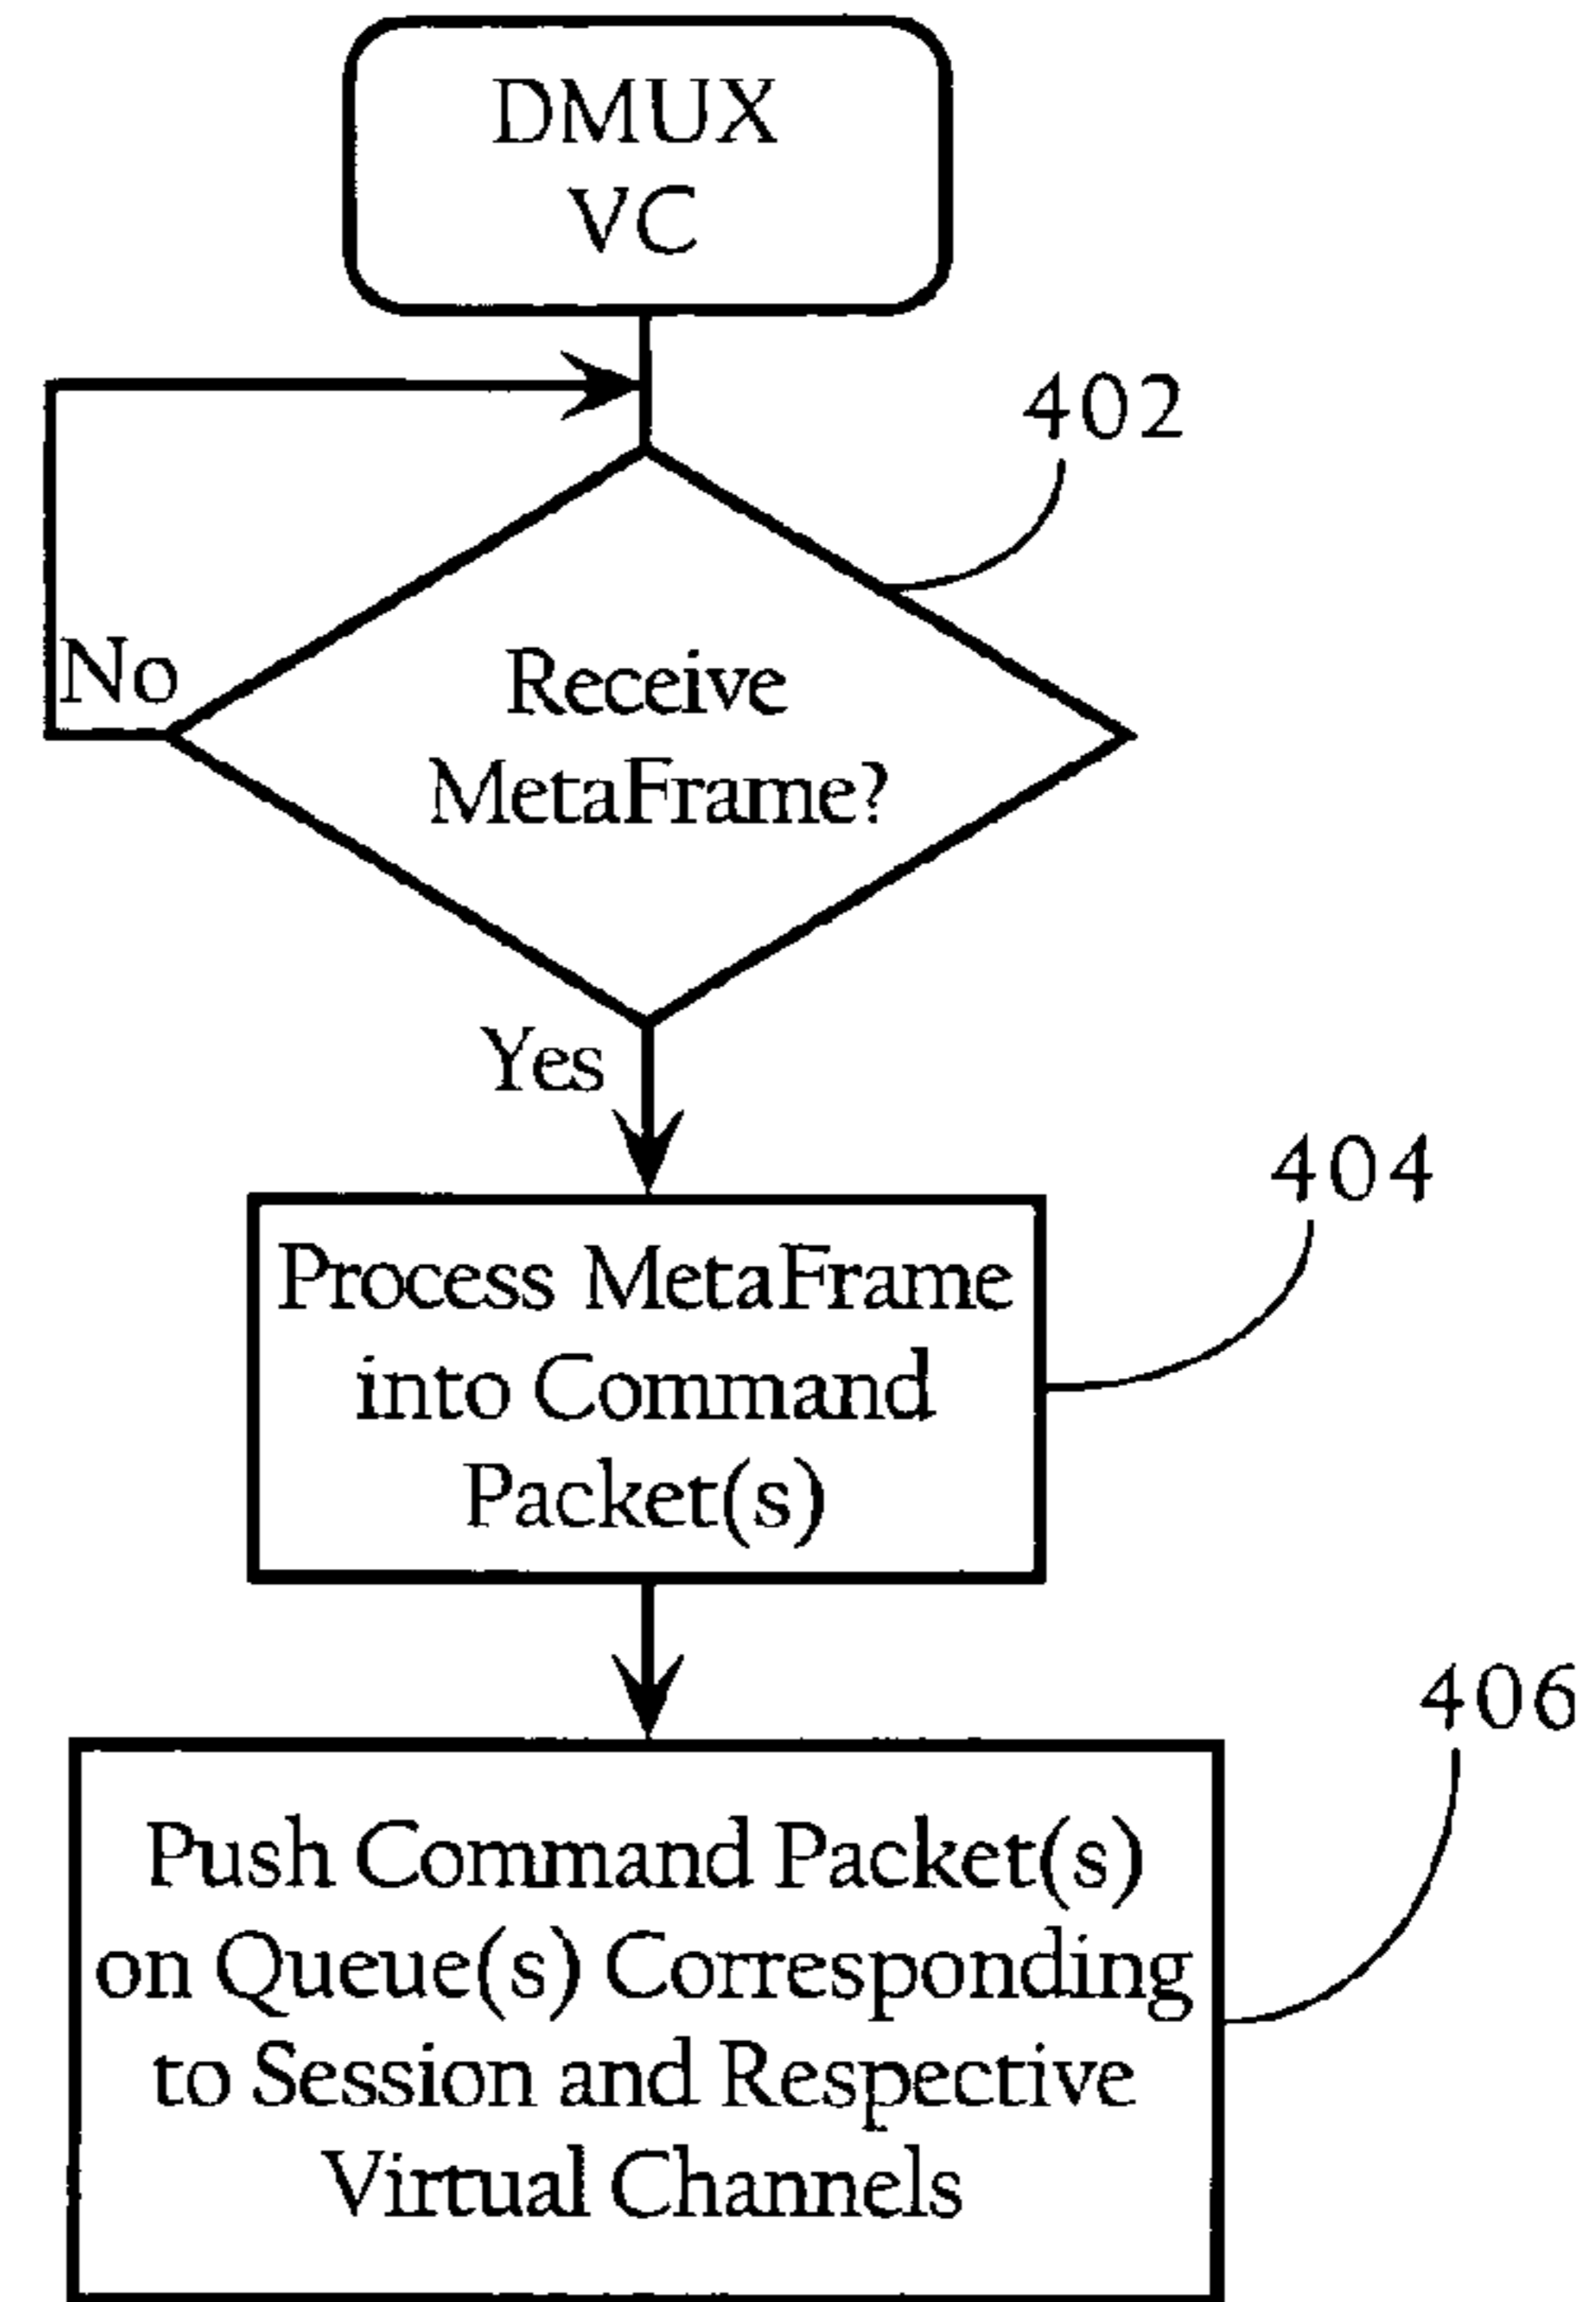 DMUX
VC
402
No
Receive
MetaFrame?
Yes
404
Process MetaFrame
into Command
Packet(s)
406
Push Command Packet(s)
on Queue(s) Corresponding
to Session and Respective
Virtual Channels